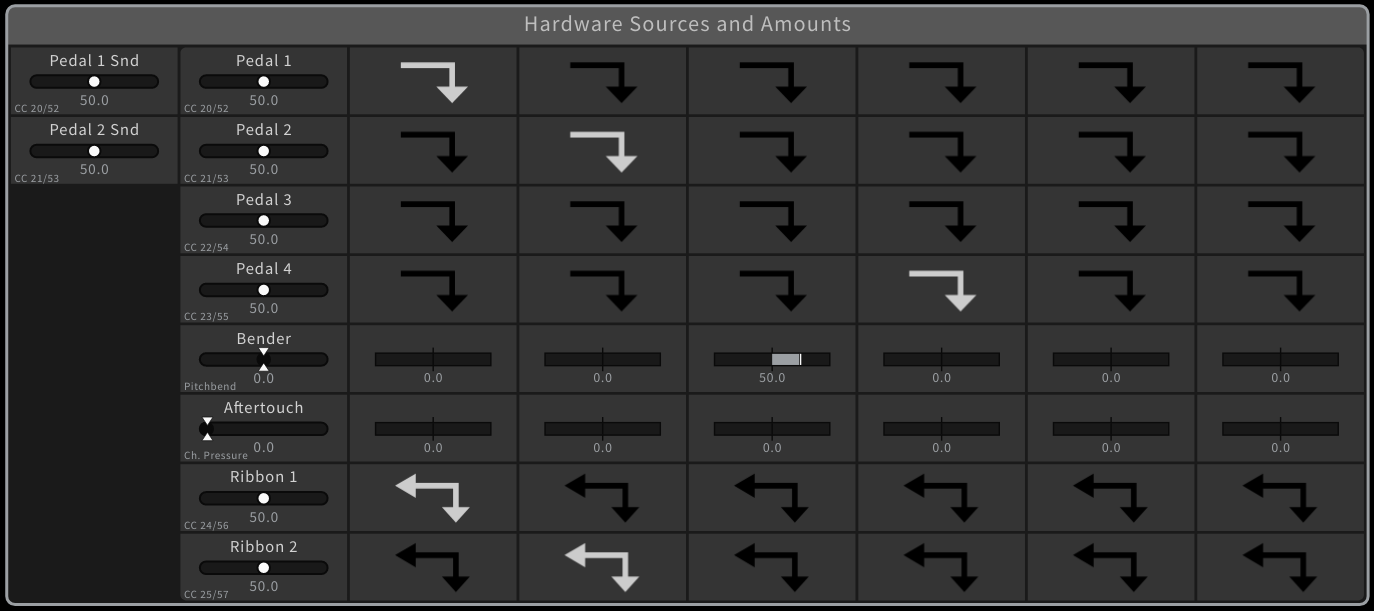 Hardware Sources and Amounts
Pedal 1 Snd
50.0
CC 20/52
Pedal 1
50.0
CC 20/52
Pedal 2 Snd
50.0
CC 21/53
Pedal 2
50.0
CC 21/53
Pedal 3
50.0
CC 22/54
Pedal 4
50.0
CC 23/55
Bender
0.0
Pitchbend
0.0
0.0
50.0
0.0
0.0
0.0
Aftertouch
0.0
Ch. Pressure
0.0
0.0
0.0
0.0
0.0
0.0
Ribbon 1
50.0
CC 24/56
Ribbon 2
50.0
CC 25/57